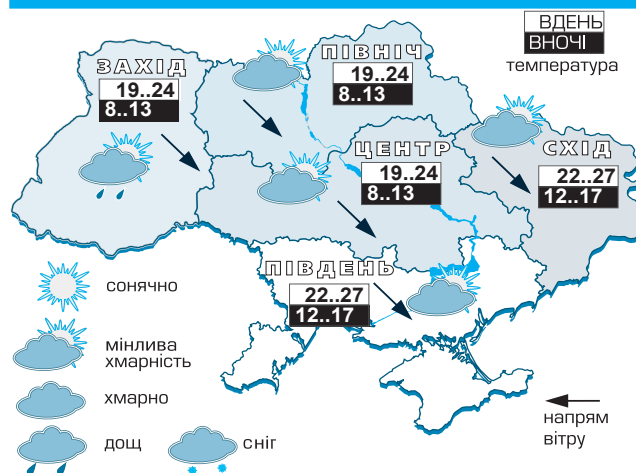 ВДЕНЬ
ВНОЧІ
температура
ПІВНІЧ
19..24
8..13
ЗАХІД
19..24
8..13
ЦЕНТР
19..24
8..13
СХІД
22..27
12..17
ПІВДЕНЬ
22..27
12..17
сонячно
мінлива
хмарність
хмарно
дощ
сніг
напрям
вітру